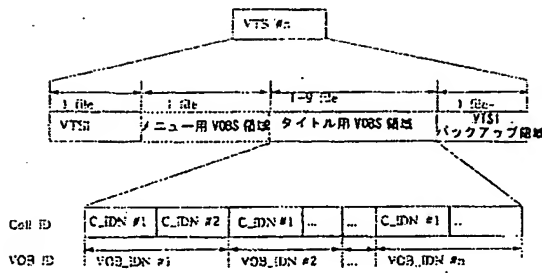 VTS #n
1 file 1 file 1-9 file 1 file
VTSI メニュー用 VOBS 領域 タイトル用 VOBS 領域 VTSI バックアップ領域
Cell ID C_IDN #1 C_IDN #2 C_IDN #1 ... ... C_IDN #1 ..
VOB ID VOB_IDN #1 VOB_IDN #2 ... VOB_IDN #n